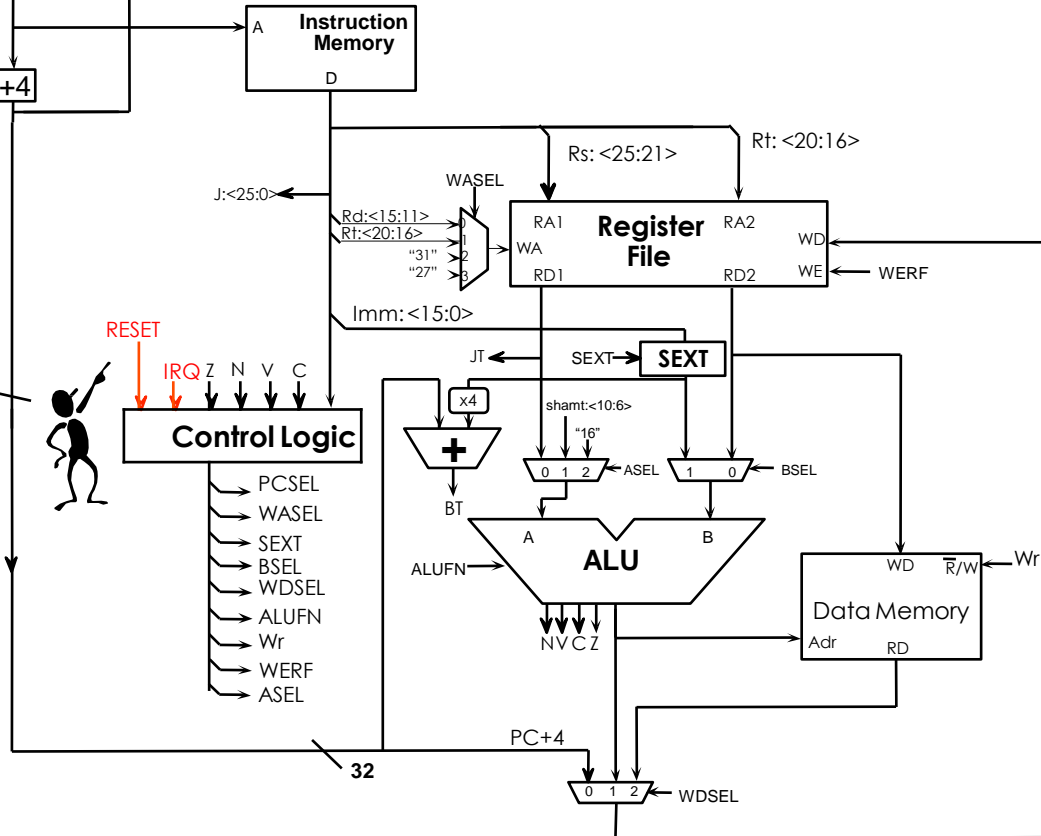 Instruction
Memory
A
D
+4
Rs: <25:21>
Rt: <20:16>
J:<25:0>
WASEL
Rd:<15:11>
Rt:<20:16>
"31"
"27"
0
1
2
3
WA
RA1
Register
File
RA2
WD
WE
WERF
RD1
RD2
Imm: <15:0>
RESET
IRQ
Z
N
V
C
Control Logic
JT
SEXT
SEXT
x4
shamt:<10:6>
"16"
+
BT
0 1 2
ASEL
1 0
BSEL
A
B
ALU
ALUFN
N V C Z
PCSEL
WASEL
SEXT
BSEL
WDSEL
ALUFN
Wr
WERF
ASEL
WD
R/W
Wr
Data Memory
Adr
RD
PC+4
32
0 1 2
WDSEL